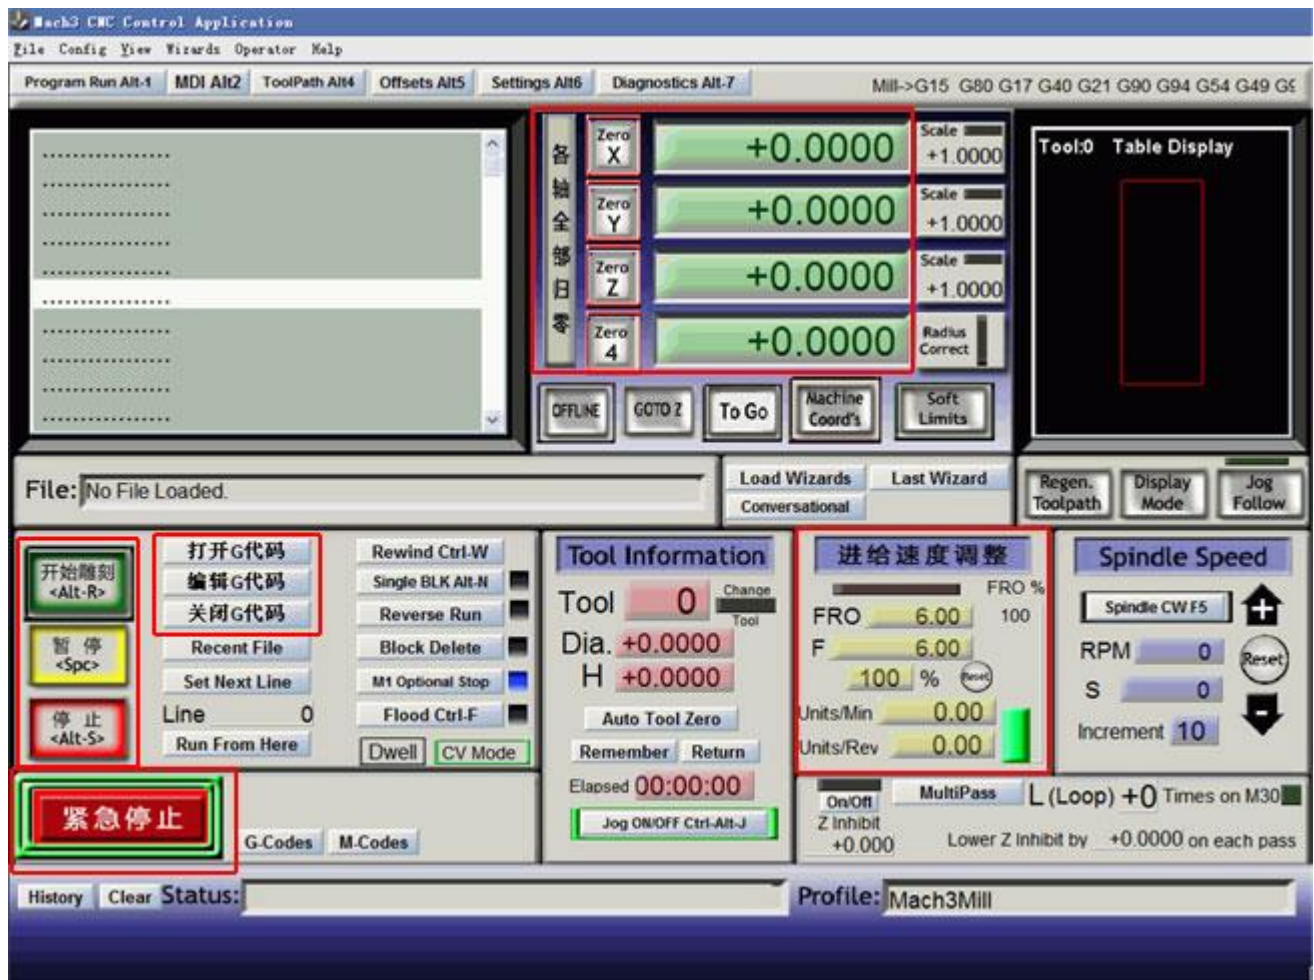 Mach3 CNC Control Application
File Config View Wizards Operator Help
Program Run Alt-1 MDI Alt2 ToolPath Alt4 Offsets Alt5 Settings Alt6 Diagnostics Alt-7 Mill->G15 G80 G17 G40 G21 G90 G94 G54 G49 G9
各轴全部归零
Zero X +0.0000 Scale +1.0000
Zero Y +0.0000 Scale +1.0000
Zero Z +0.0000 Scale +1.0000
Zero 4 +0.0000 Radius Correct
OFFLINE GOTO Z To Go Machine Coord's Soft Limits
Tool:0 Table Display
File: No File Loaded.
Load Wizards Last Wizard
Conversational
Regen. Toolpath Display Mode Jog Follow
开始雕刻
<Alt-R>
暂 停
<Spc>
停 止
<Alt-S>
紧急停止
打开G代码
编辑G代码
关闭G代码
Recent File
Set Next Line
Line 0
Run From Here
Rewind Ctrl-W
Single BLK Alt-N
Reverse Run
Block Delete
M1 Optional Stop
Flood Ctrl-F
Dwell CV Mode
G-Codes M-Codes
Tool Information
Tool 0 Change Tool
Dia. +0.0000
H +0.0000
Auto Tool Zero
Remember Return
Elapsed 00:00:00
Jog ON/OFF Ctrl-Alt-J
进给速度调整
FRO %
FRO 6.00 100
F 6.00
100 % Reset
Units/Min 0.00
Units/Rev 0.00
Spindle Speed
Spindle CW F5
RPM 0
Reset
S 0
Increment 10
On/Off
Z Inhibit
+0.000
MultiPass L (Loop) +0 Times on M30
Lower Z Inhibit by +0.0000 on each pass
History Clear Status: Profile: Mach3Mill